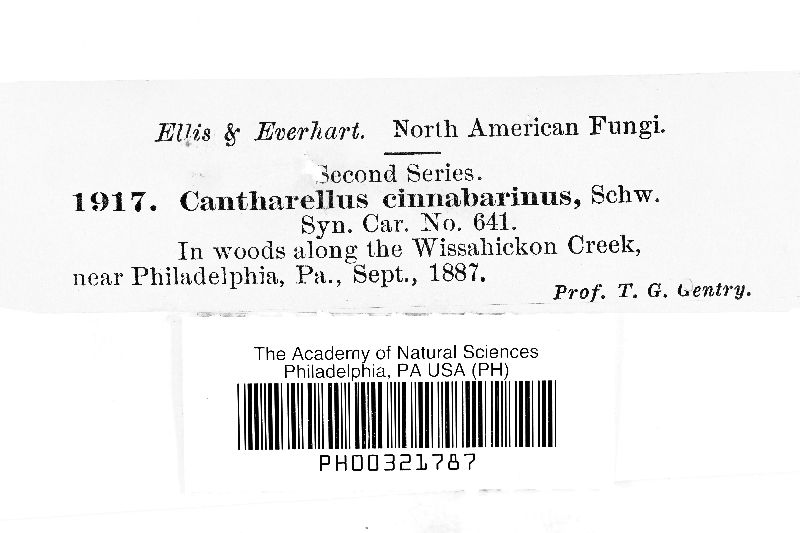 Ellis & Everhart. North American Fungi.
Second Series.
1917. Cantharellus cinnabarinus, Schw.
Syn. Car. No. 641.
In woods along the Wissahickon Creek,
near Philadelphia, Pa., Sept., 1887.
Prof. T. G. Gentry.
The Academy of Natural Sciences
Philadelphia, PA USA (PH)
PH00321787